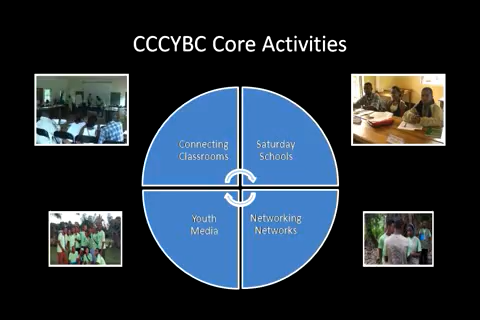 CCCYBC Core Activities
Connecting
Classrooms
Saturday
Schools
Youth
Media
Networking
Networks